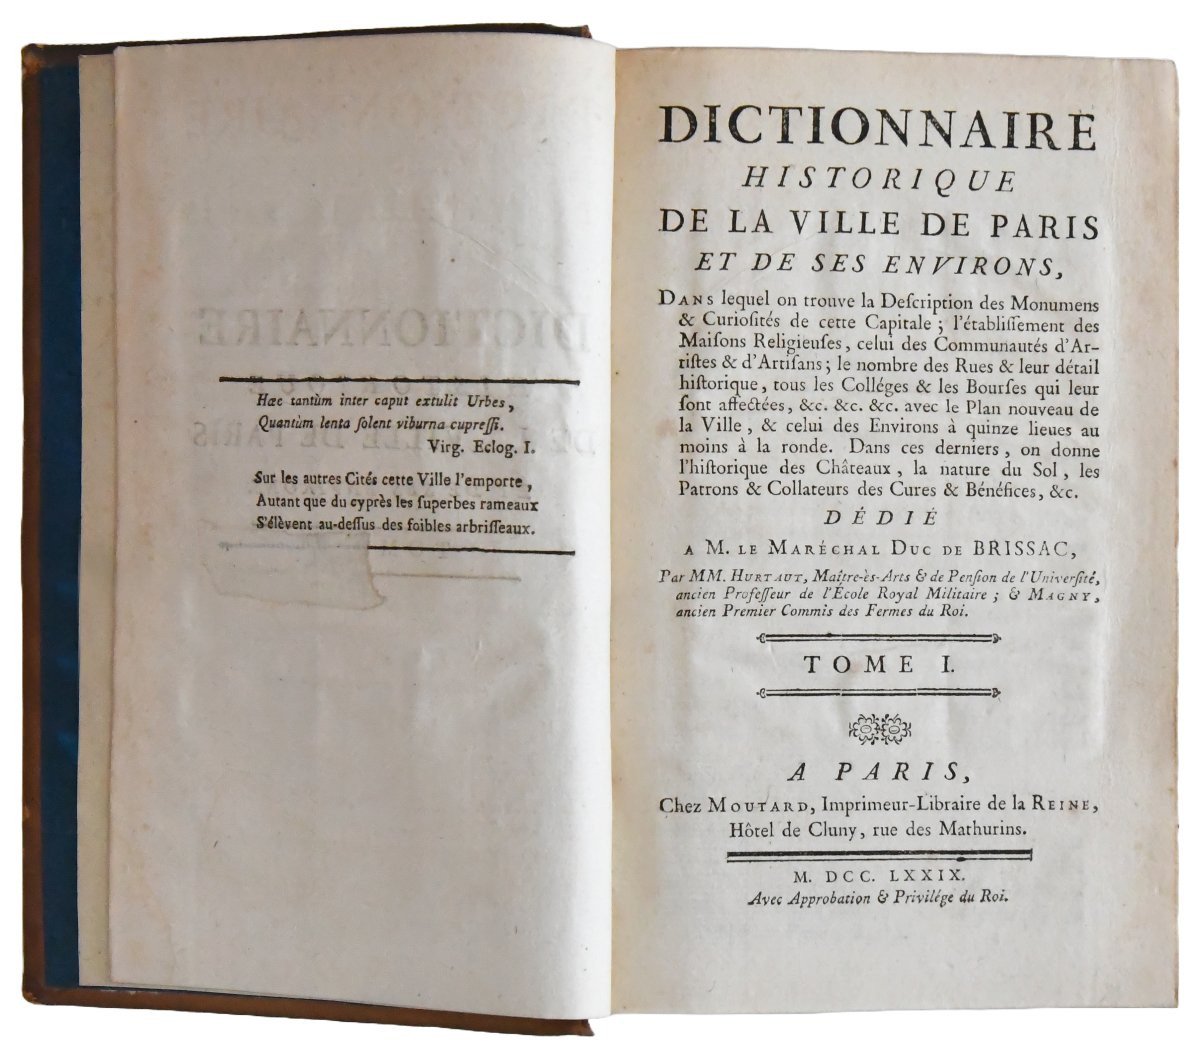 Hæc tantùm inter caput extulit Urbes,
Quantùm lenta ſolent viburna cupreſſi.
Virg. Eclog. I.
Sur les autres Cités cette Ville l'emporte,
Autant que du cyprès les ſuperbes rameaux
S'élèvent au-deſſus des foibles arbriſſeaux.
DICTIONNAIRE
HISTORIQUE
DE LA VILLE DE PARIS
ET DE SES ENVIRONS,
DANS lequel on trouve la Deſcription des Monumens
& Curioſités de cette Capitale ; l'établiſſement des
Maiſons Religieuſes, celui des Communautés d'Ar-
tiſtes & d'Artiſans ; le nombre des Rues & leur détail
hiſtorique, tous les Colléges & les Bourſes qui leur
ſont affectées, &c. &c. &c. avec le Plan nouveau de
la Ville, & celui des Environs à quinze lieues au
moins à la ronde. Dans ces derniers, on donne
l'hiſtorique des Châteaux, la nature du Sol, les
Patrons & Collateurs des Cures & Bénéfices, &c.
DÉDIÉ
A M. LE MARÉCHAL DUC DE BRISSAC,
Par MM. HURTAUT, Maître-ès-Arts & de Penſion de l'Univerſité,
ancien Profeſſeur de l'École Royal Militaire ; & MAGNY,
ancien Premier Commis des Fermes du Roi.
TOME I.
A PARIS,
Chez MOUTARD, Imprimeur-Libraire de la REINE,
Hôtel de Cluny, rue des Mathurins.
M. DCC. LXXIX.
Avec Approbation & Privilége du Roi.